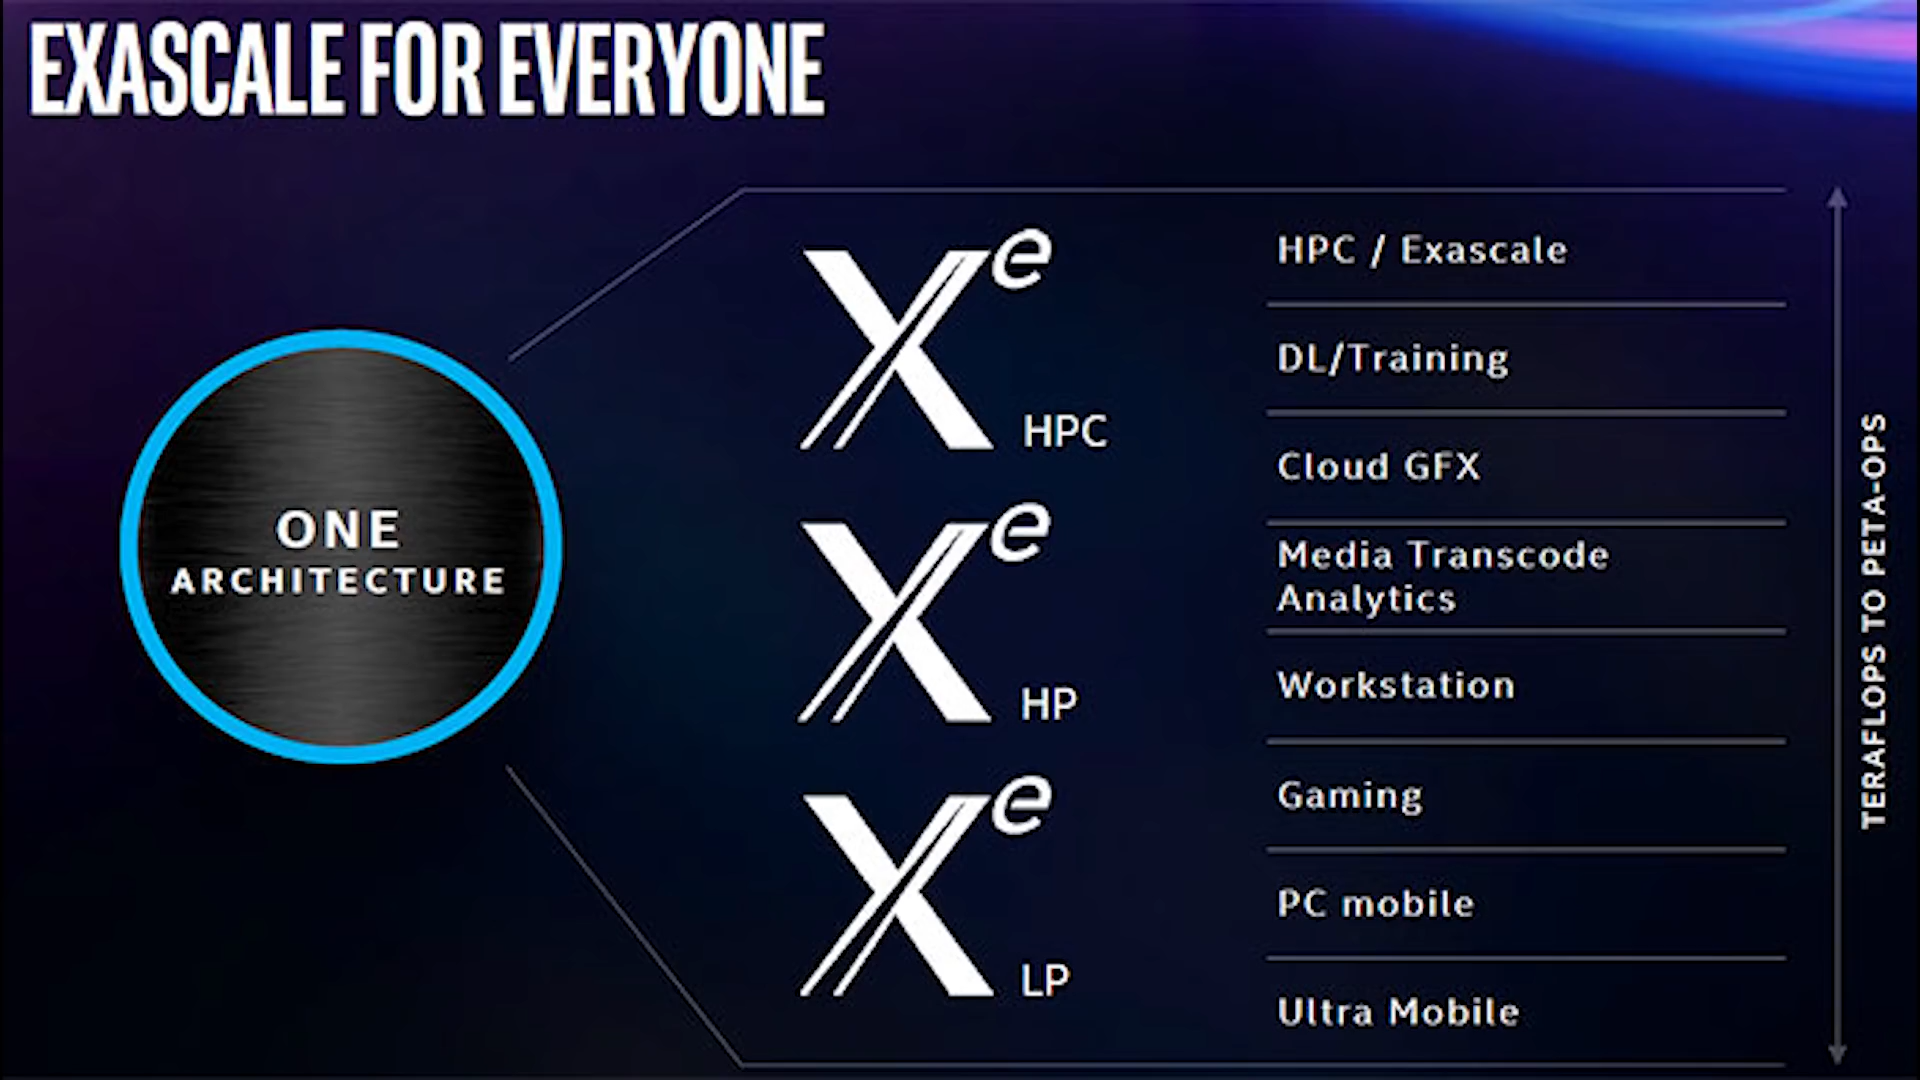 EXASCALE FOR EVERYONE
ONE
ARCHITECTURE
Xe
HPC
Xe
HP
Xe
LP
HPC / Exascale
DL/Training
Cloud GFX
Media Transcode
Analytics
Workstation
Gaming
PC mobile
Ultra Mobile
TERAFLOPS TO PETA-OPS